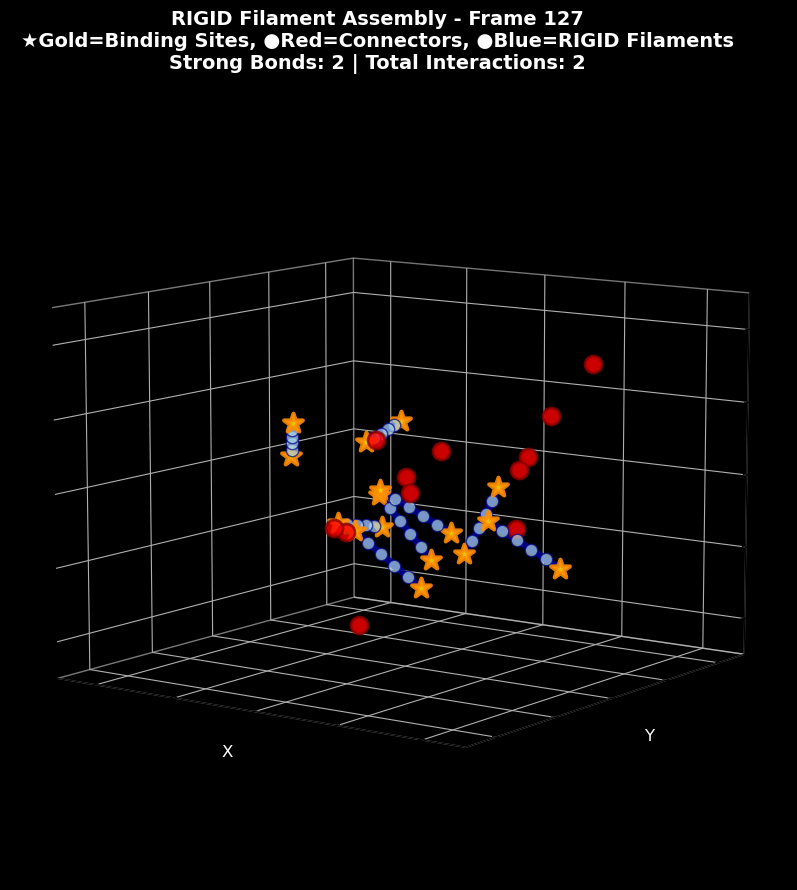 RIGID Filament Assembly - Frame 127
★Gold=Binding Sites, ●Red=Connectors, ●Blue=RIGID Filaments
Strong Bonds: 2 | Total Interactions: 2
X
Y